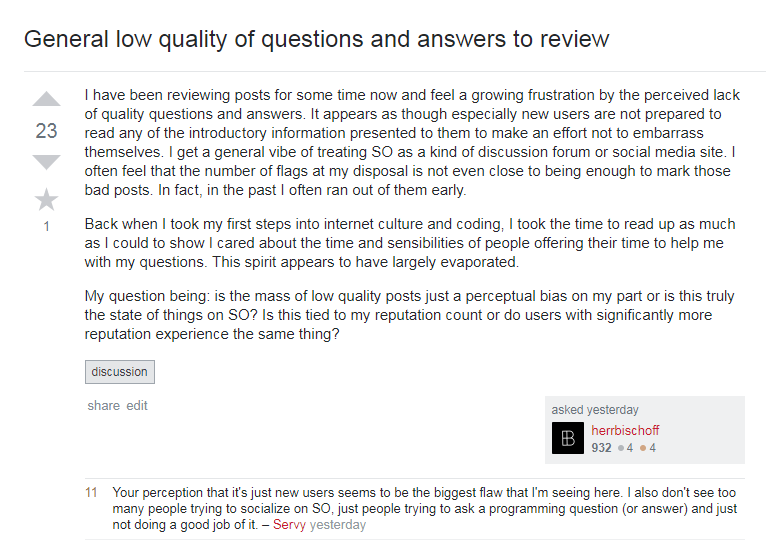 General low quality of questions and answers to review
I have been reviewing posts for some time now and feel a growing frustration by the perceived lack
of quality questions and answers. It appears as though especially new users are not prepared to
23
read any of the introductory information presented to them to make an effort not to embarrass
themselves. I get a general vibe of treating SO as a kind of discussion forum or social media site. I
often feel that the number of flags at my disposal is not even close to being enough to mark those
bad posts. In fact, in the past I often ran out of them early.
1
Back when I took my first steps into internet culture and coding, I took the time to read up as much
as I could to show I cared about the time and sensibilities of people offering their time to help me
with my questions. This spirit appears to have largely evaporated.
My question being: is the mass of low quality posts just a perceptual bias on my part or is this truly
the state of things on SO? Is this tied to my reputation count or do users with significantly more
reputation experience the same thing?
discussion
share edit
asked yesterday
herrbischoff
932 ●4 ●4
11 Your perception that it's just new users seems to be the biggest flaw that I'm seeing here. I also don't see too
many people trying to socialize on SO, just people trying to ask a programming question (or answer) and just
not doing a good job of it. – Servy yesterday